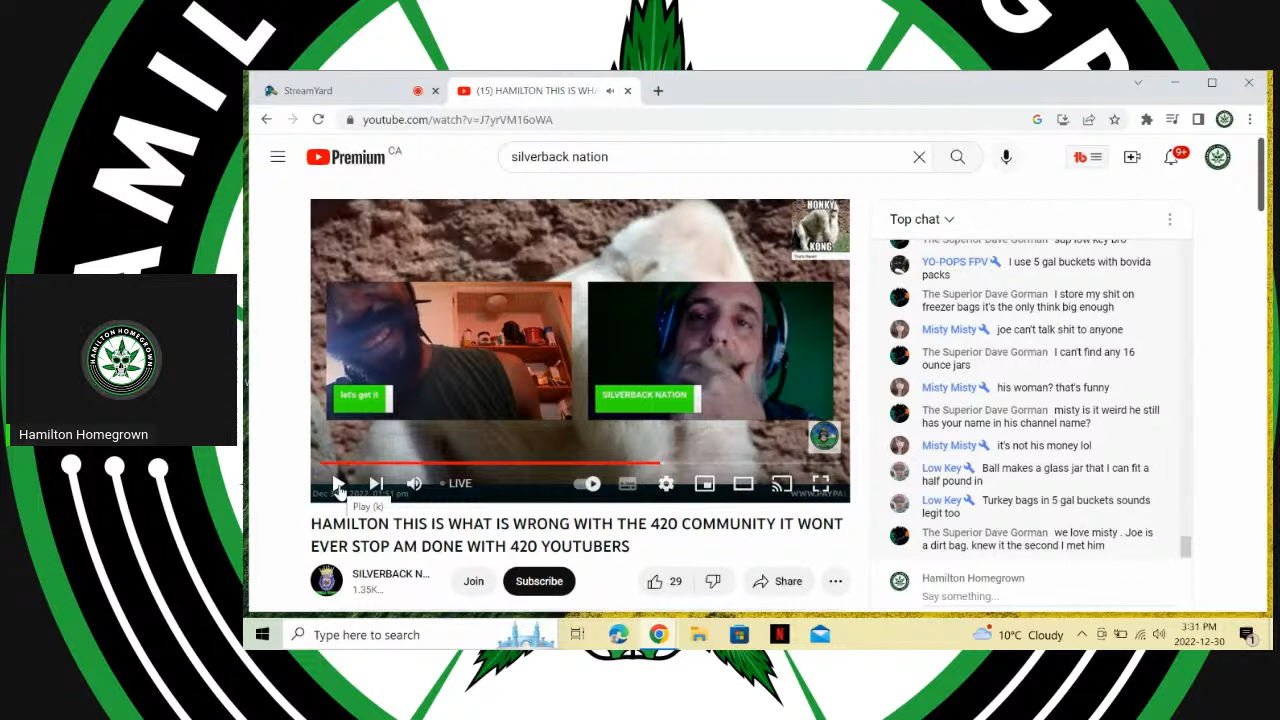 HAMIL
StreamYard
(15) HAMILTON THIS IS WHA
youtube.com/watch?v=J7yrVM16oWA
Premium CA
silverback nation
9+
HONKY
KONG
let's get it
SILVERBACK NATION
LIVE
Play (k)
HAMILTON THIS IS WHAT IS WRONG WITH THE 420 COMMUNITY IT WONT
EVER STOP AM DONE WITH 420 YOUTUBERS
SILVERBACK N...
1.35K...
Join
Subscribe
29
Share
Top chat
The Superior Dave Gorman sup low key bro
YO-POPS FPV I use 5 gal buckets with bovida
packs
The Superior Dave Gorman I store my shit on
freezer bags it's the only think big enough
Misty Misty joe can't talk shit to anyone
The Superior Dave Gorman I can't find any 16
ounce jars
Misty Misty his woman? that's funny
The Superior Dave Gorman misty is it weird he still
has your name in his channel name?
Misty Misty it's not his money lol
Low Key Ball makes a glass jar that I can fit a
half pound in
Low Key Turkey bags in 5 gal buckets sounds
legit too
The Superior Dave Gorman we love misty . Joe is
a dirt bag. knew it the second I met him
Hamilton Homegrown
Say something...
HAMILTON HOMEGROWN
Hamilton Homegrown
Type here to search
10°C Cloudy
3:31 PM
2022-12-30
1